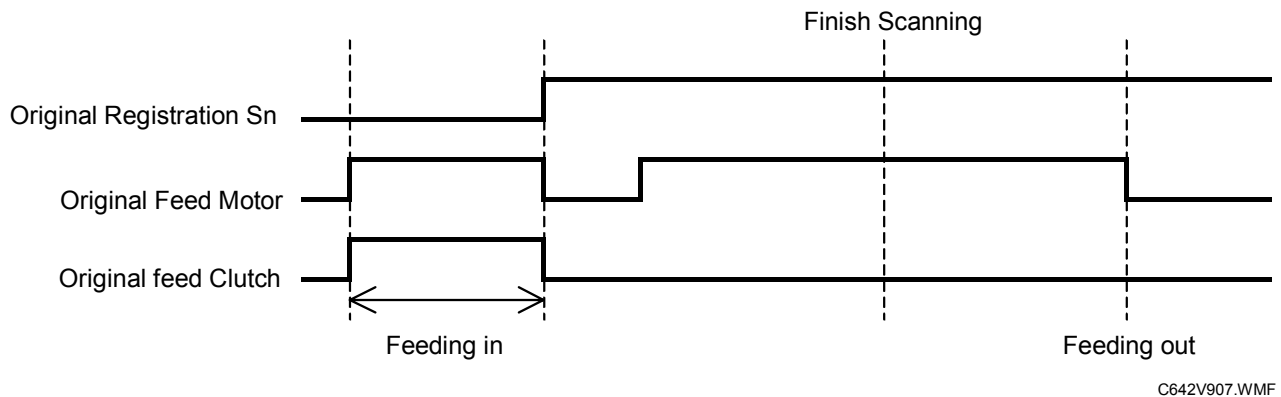 Finish Scanning
Original Registration Sn
Original Feed Motor
Original feed Clutch
Feeding in
Feeding out
C642V907.WMF